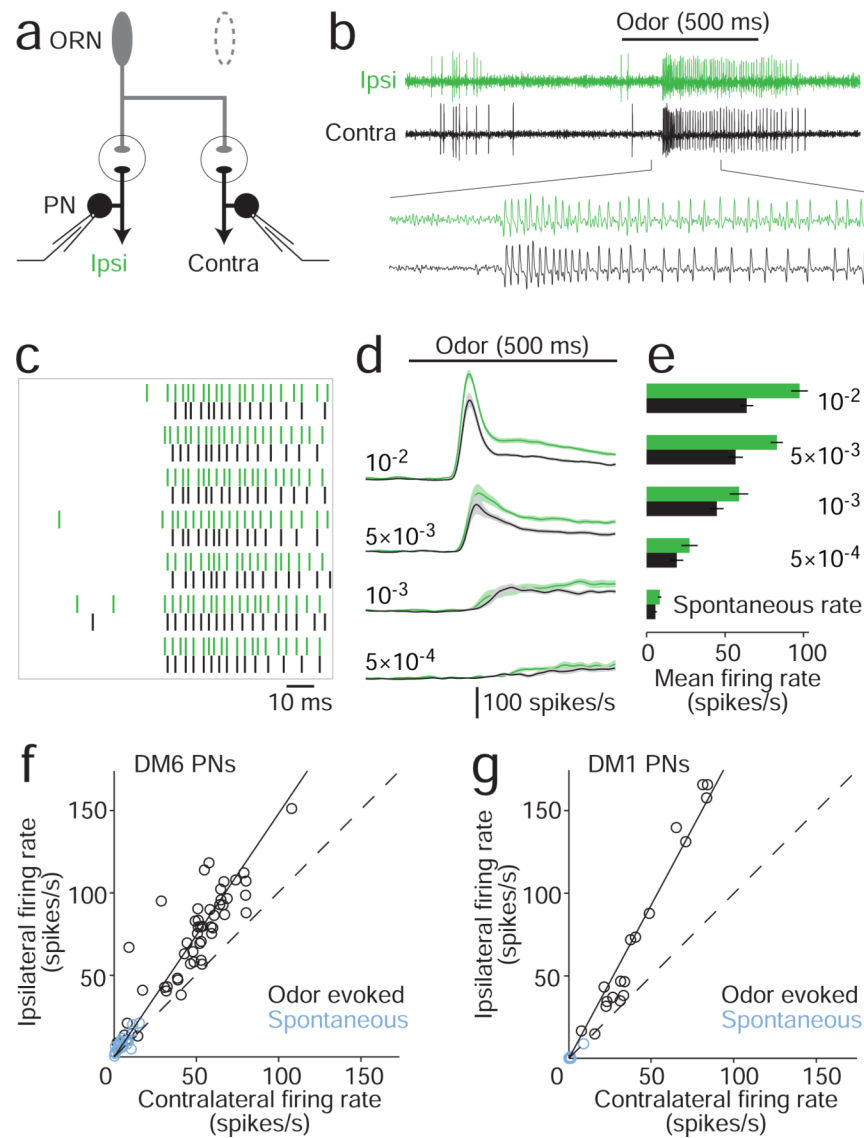 a
ORN
PN
Ipsi
Contra
b
Odor (500 ms)
Ipsi
Contra
c
10 ms
d
Odor (500 ms)
10⁻²
5×10⁻³
10⁻³
5×10⁻⁴
100 spikes/s
e
10⁻²
5×10⁻³
10⁻³
5×10⁻⁴
Spontaneous rate
0
100
Mean firing rate
(spikes/s)
f
DM6 PNs
Ipsilateral firing rate
(spikes/s)
150
100
50
Odor evoked
Spontaneous
0
50
100
150
Contralateral firing rate
(spikes/s)
g
DM1 PNs
Ipsilateral firing rate
(spikes/s)
150
100
50
Odor evoked
Spontaneous
0
50
100
150
Contralateral firing rate
(spikes/s)